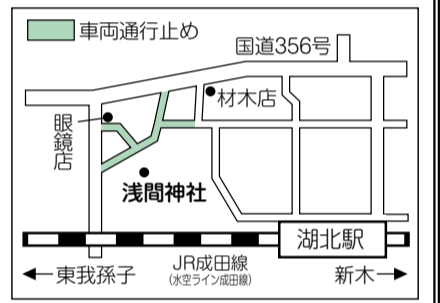 車両通行止め
国道356号
材木店
眼鏡店
浅間神社
湖北駅
JR成田線
(水空ライン成田線)
←東我孫子
新木→